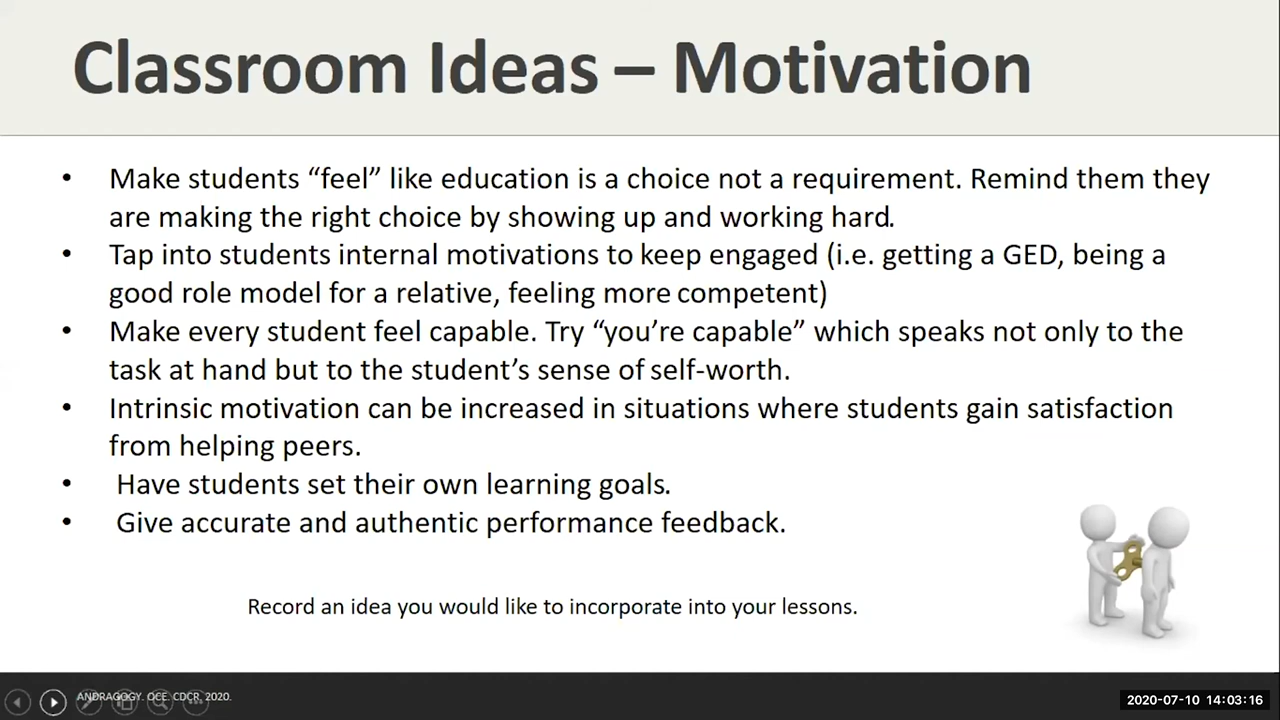 Classroom Ideas – Motivation
• Make students “feel” like education is a choice not a requirement. Remind them they
are making the right choice by showing up and working hard.
• Tap into students internal motivations to keep engaged (i.e. getting a GED, being a
good role model for a relative, feeling more competent)
• Make every student feel capable. Try “you’re capable” which speaks not only to the
task at hand but to the student’s sense of self-worth.
• Intrinsic motivation can be increased in situations where students gain satisfaction
from helping peers.
• Have students set their own learning goals.
• Give accurate and authentic performance feedback.
Record an idea you would like to incorporate into your lessons.
ANDRAGOGY. OCE. CDCR, 2020.
2020-07-10 14:03:16